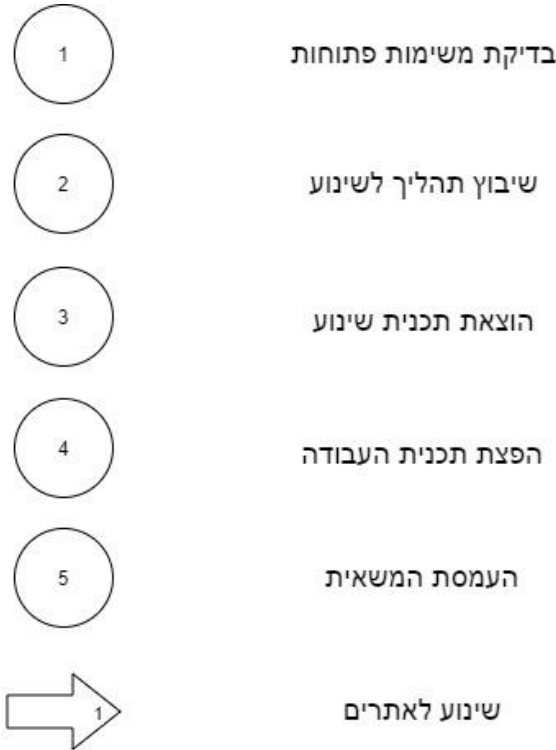 1 בדיקת משימות פתוחות
2 שיבוץ תהליך לשינוע
3 הוצאת תכנית שינוע
4 הפצת תכנית העבודה
5 העמסת המשאית
1 שינוע לאתרים